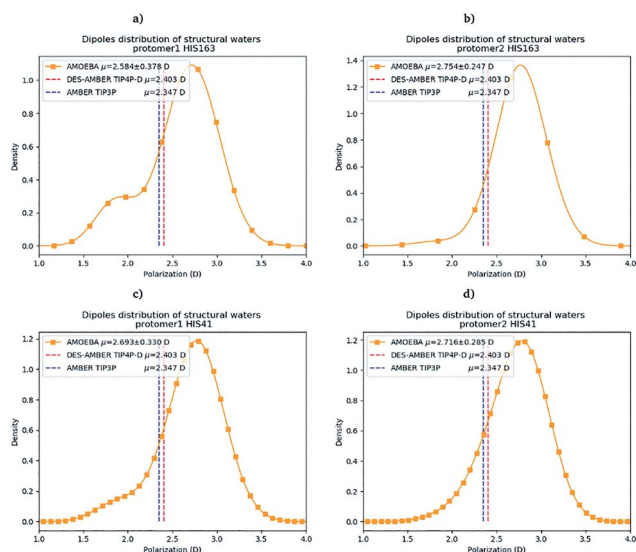 a)
Dipoles distribution of structural waters
protomer1 HIS163
AMOEBA μ=2.584±0.378 D
DES-AMBER TIP4P-D μ=2.403 D
AMBER TIP3P μ=2.347 D
Density
1.0
0.8
0.6
0.4
0.2
0.0
1.0 1.5 2.0 2.5 3.0 3.5 4.0
Polarization (D)
b)
Dipoles distribution of structural waters
protomer2 HIS163
AMOEBA μ=2.754±0.247 D
DES-AMBER TIP4P-D μ=2.403 D
AMBER TIP3P μ=2.347 D
Density
1.4
1.2
1.0
0.8
0.6
0.4
0.2
0.0
1.0 1.5 2.0 2.5 3.0 3.5 4.0
Polarization (D)
c)
Dipoles distribution of structural waters
protomer1 HIS41
AMOEBA μ=2.693±0.330 D
DES-AMBER TIP4P-D μ=2.403 D
AMBER TIP3P μ=2.347 D
Density
1.2
1.0
0.8
0.6
0.4
0.2
0.0
1.0 1.5 2.0 2.5 3.0 3.5 4.0
Polarization (D)
d)
Dipoles distribution of structural waters
protomer2 HIS41
AMOEBA μ=2.716±0.285 D
DES-AMBER TIP4P-D μ=2.403 D
AMBER TIP3P μ=2.347 D
Density
1.2
1.0
0.8
0.6
0.4
0.2
0.0
1.0 1.5 2.0 2.5 3.0 3.5 4.0
Polarization (D)